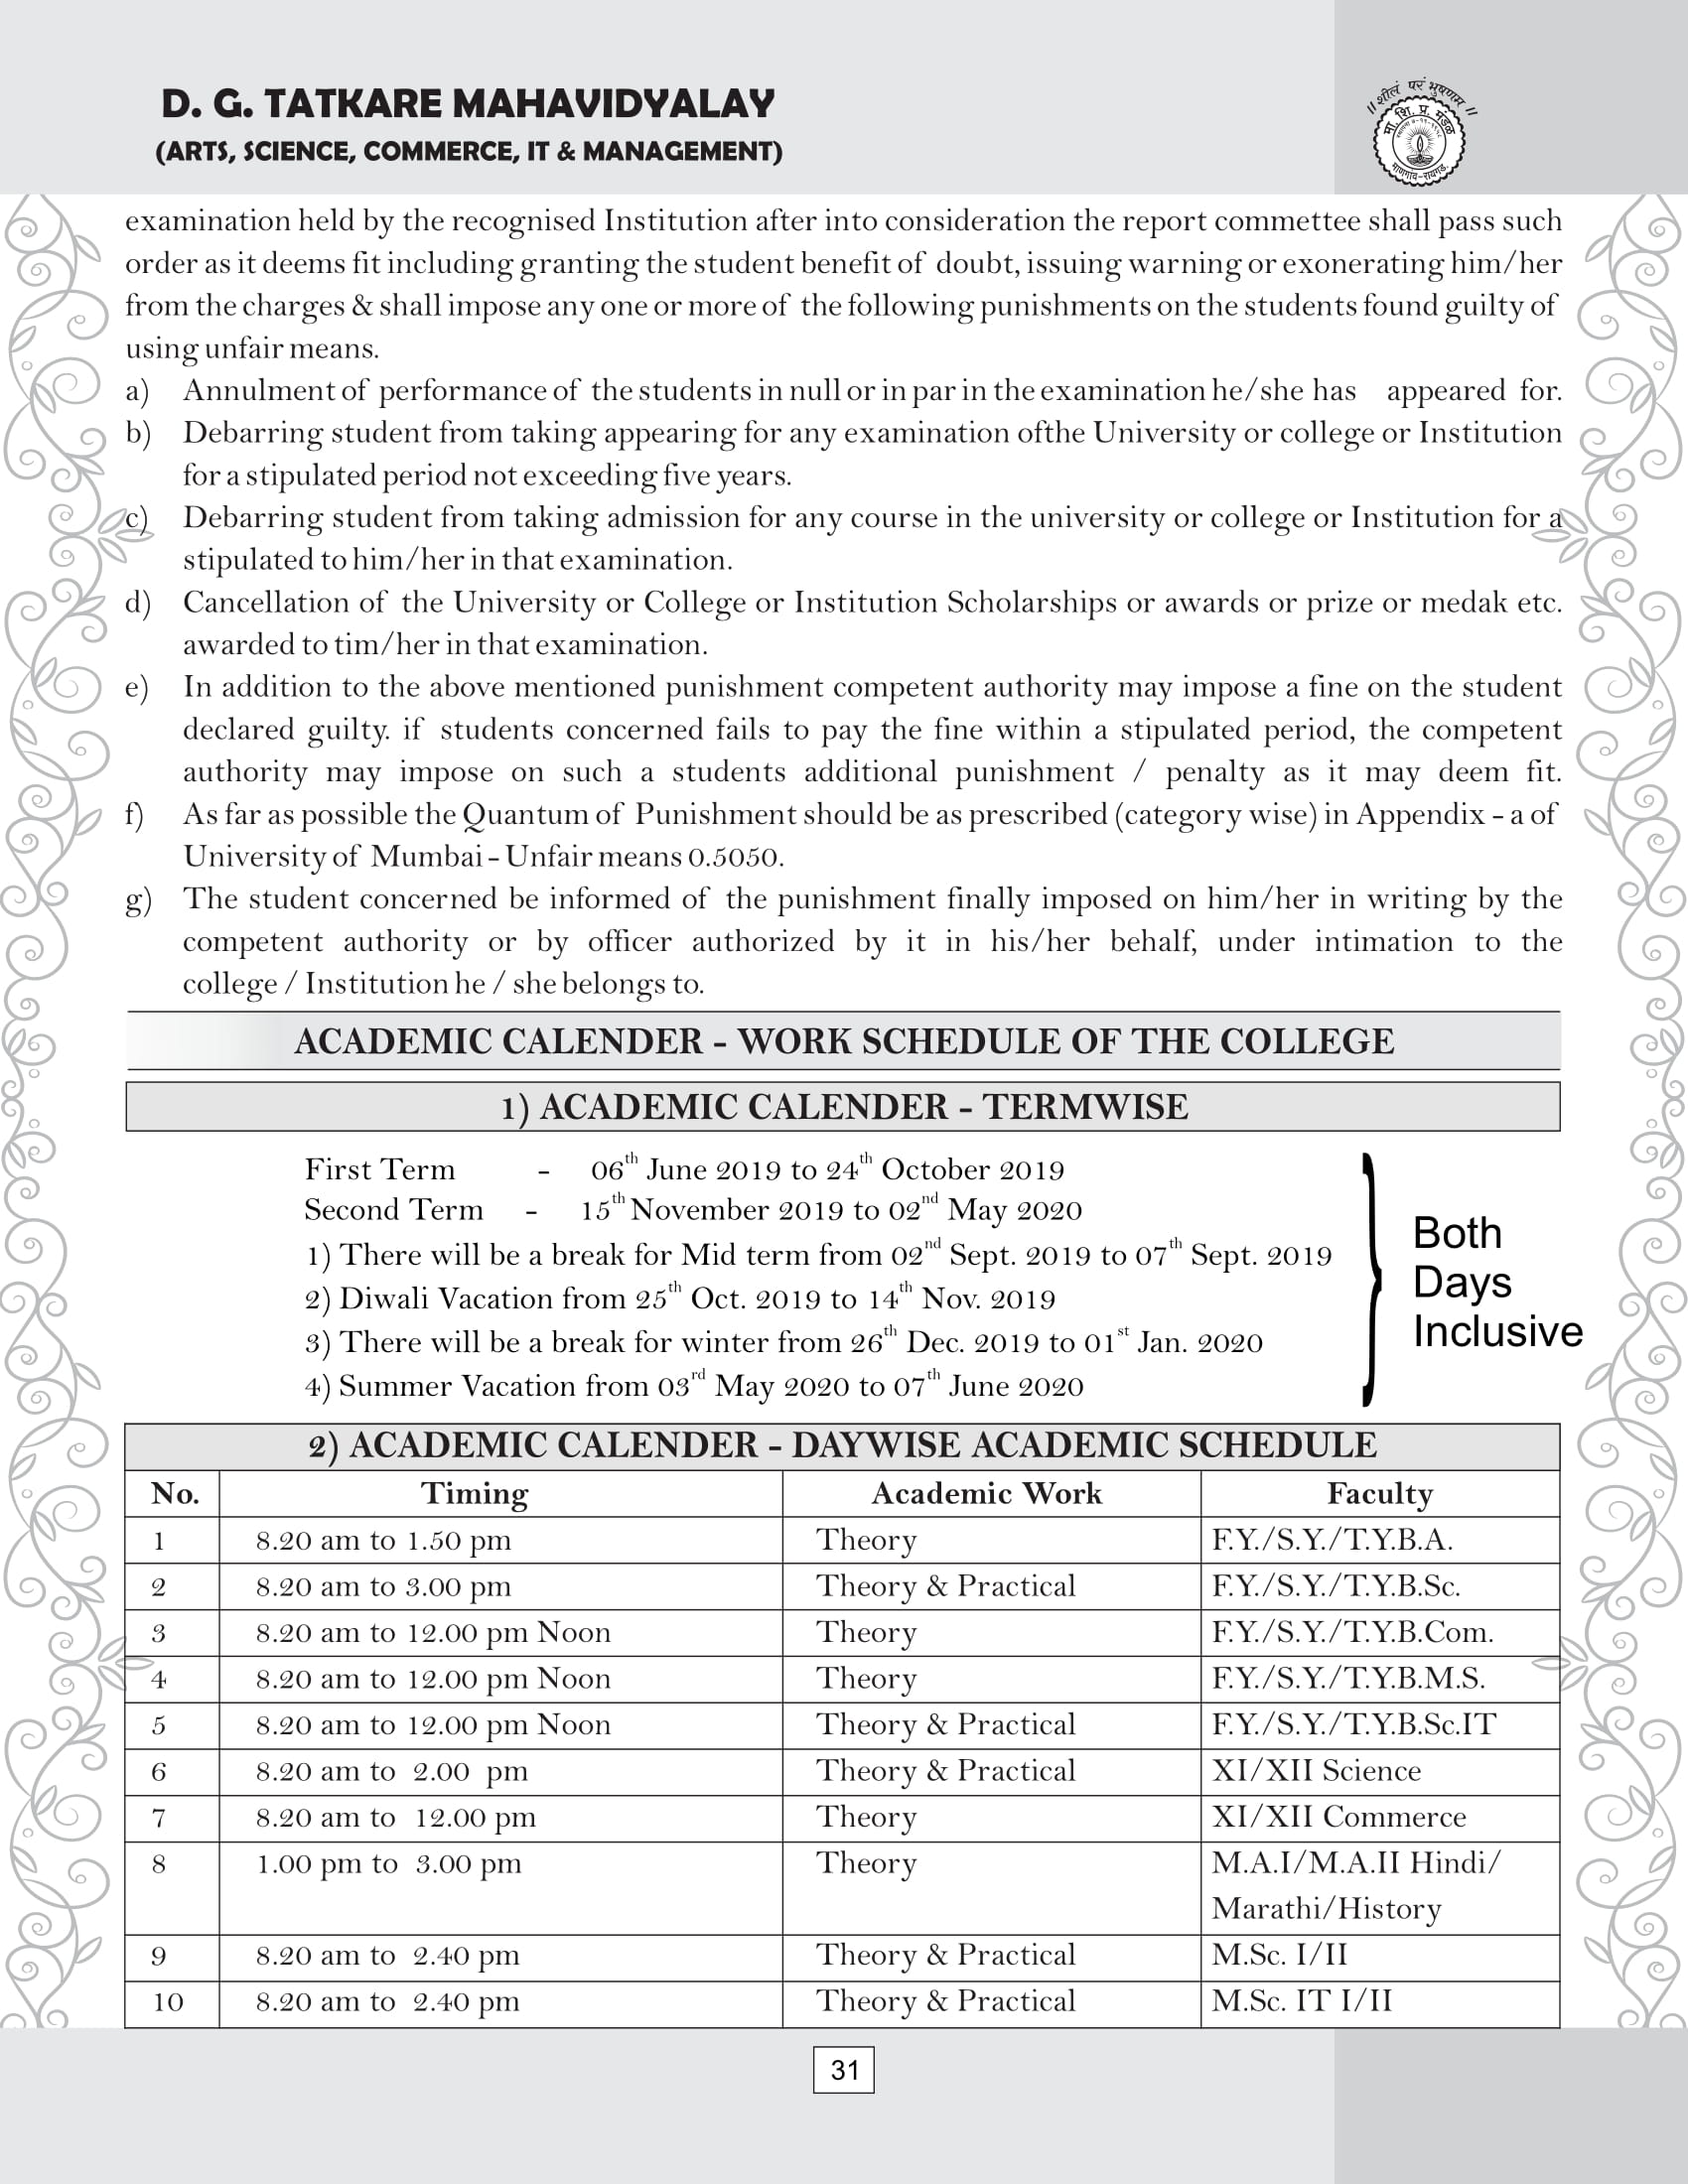 D. G. TATKARE MAHAVIDYALAY
(ARTS, SCIENCE, COMMERCE, IT & MANAGEMENT)
॥ शीलं परं भुषणम ॥
मा. शि. प्र. मंडळ
माणगांव-रायगड.
examination held by the recognised Institution after into consideration the report commettee shall pass such
order as it deems fit including granting the student benefit of doubt, issuing warning or exonerating him/her
from the charges & shall impose any one or more of the following punishments on the students found guilty of
using unfair means.
a) Annulment of performance of the students in null or in par in the examination he/she has appeared for.
b) Debarring student from taking appearing for any examination ofthe University or college or Institution
for a stipulated period not exceeding five years.
c) Debarring student from taking admission for any course in the university or college or Institution for a
stipulated to him/her in that examination.
d) Cancellation of the University or College or Institution Scholarships or awards or prize or medak etc.
awarded to tim/her in that examination.
e) In addition to the above mentioned punishment competent authority may impose a fine on the student
declared guilty. if students concerned fails to pay the fine within a stipulated period, the competent
authority may impose on such a students additional punishment / penalty as it may deem fit.
f) As far as possible the Quantum of Punishment should be as prescribed (category wise) in Appendix - a of
University of Mumbai - Unfair means 0.5050.
g) The student concerned be informed of the punishment finally imposed on him/her in writing by the
competent authority or by officer authorized by it in his/her behalf, under intimation to the
college / Institution he / she belongs to.
ACADEMIC CALENDER - WORK SCHEDULE OF THE COLLEGE
1) ACADEMIC CALENDER - TERMWISE
First Term - 06th June 2019 to 24th October 2019
Second Term - 15th November 2019 to 02nd May 2020
1) There will be a break for Mid term from 02nd Sept. 2019 to 07th Sept. 2019
2) Diwali Vacation from 25th Oct. 2019 to 14th Nov. 2019
3) There will be a break for winter from 26th Dec. 2019 to 01st Jan. 2020
4) Summer Vacation from 03rd May 2020 to 07th June 2020
Both
Days
Inclusive
2) ACADEMIC CALENDER - DAYWISE ACADEMIC SCHEDULE
No. Timing Academic Work Faculty
1 8.20 am to 1.50 pm Theory F.Y./S.Y./T.Y.B.A.
2 8.20 am to 3.00 pm Theory & Practical F.Y./S.Y./T.Y.B.Sc.
3 8.20 am to 12.00 pm Noon Theory F.Y./S.Y./T.Y.B.Com.
4 8.20 am to 12.00 pm Noon Theory F.Y./S.Y./T.Y.B.M.S.
5 8.20 am to 12.00 pm Noon Theory & Practical F.Y./S.Y./T.Y.B.Sc.IT
6 8.20 am to 2.00 pm Theory & Practical XI/XII Science
7 8.20 am to 12.00 pm Theory XI/XII Commerce
8 1.00 pm to 3.00 pm Theory M.A.I/M.A.II Hindi/
Marathi/History
9 8.20 am to 2.40 pm Theory & Practical M.Sc. I/II
10 8.20 am to 2.40 pm Theory & Practical M.Sc. IT I/II
31